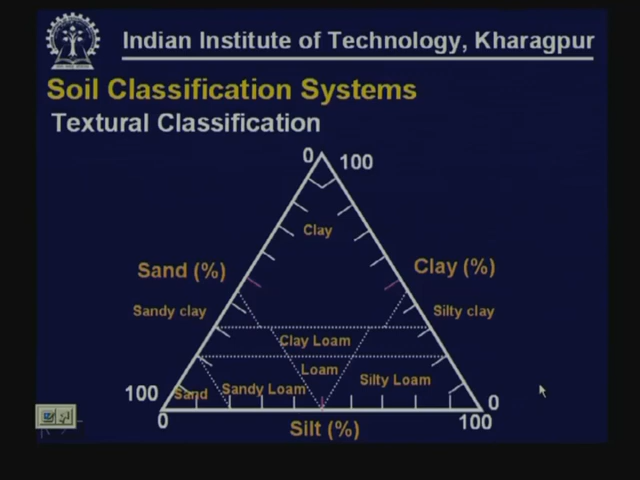 Indian Institute of Technology, Kharagpur
Soil Classification Systems
Textural Classification
0 100
Clay
Sand (%) Clay (%)
Sandy clay Silty clay
Clay Loam
Loam
100 Sand Sandy Loam Silty Loam 0
0 Silt (%) 100